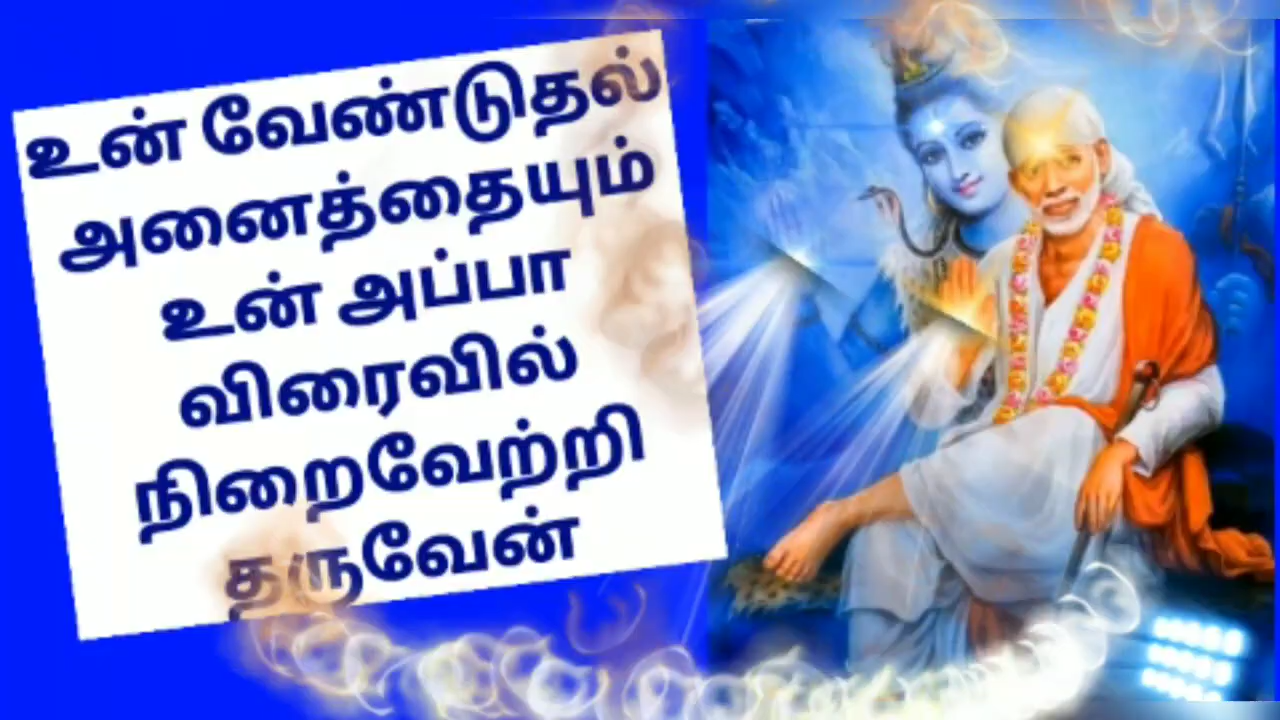 உன் வேண்டுதல்
அனைத்தையும்
உன் அப்பா
விரைவில்
நிறைவேற்றி
தருவேன்